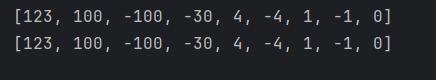 [123, 100, -100, -30, 4, -4, 1, -1, 0]
[123, 100, -100, -30, 4, -4, 1, -1, 0]